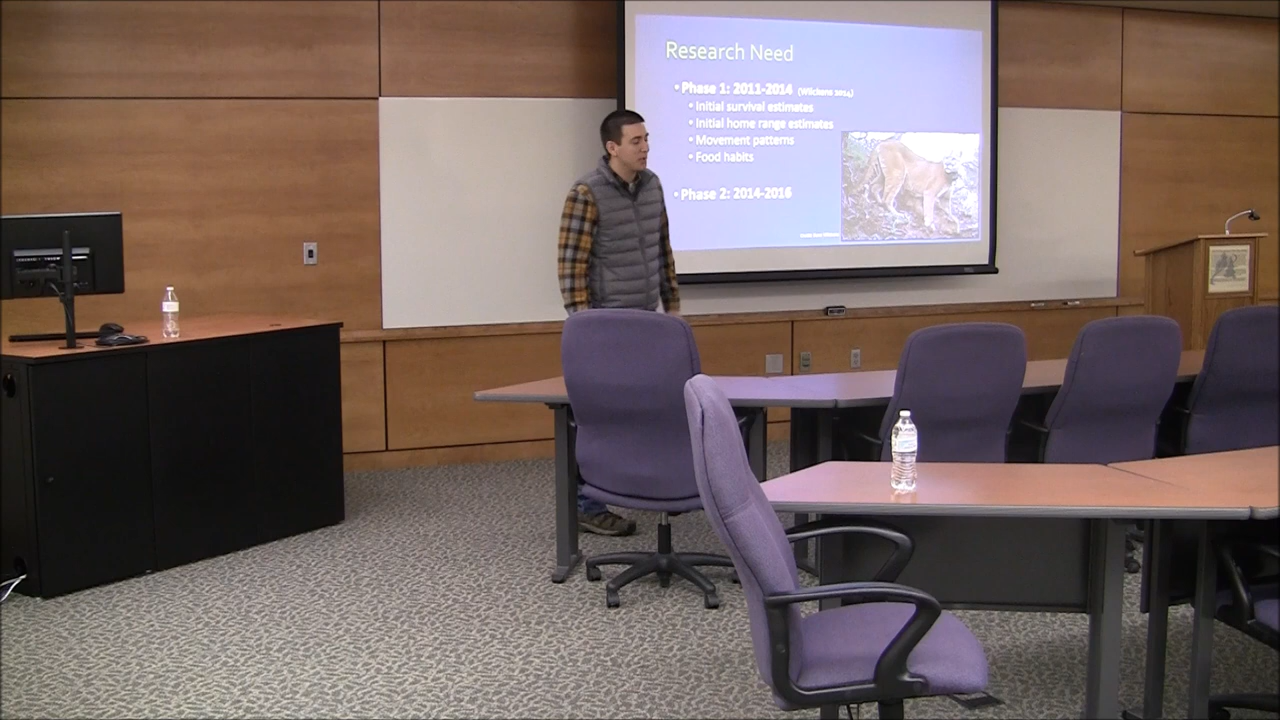 Research Need
• Phase 1: 2011-2014 (Wilckens 2014)
• Initial survival estimates
• Initial home range estimates
• Movement patterns
• Food habits
• Phase 2: 2014-2016